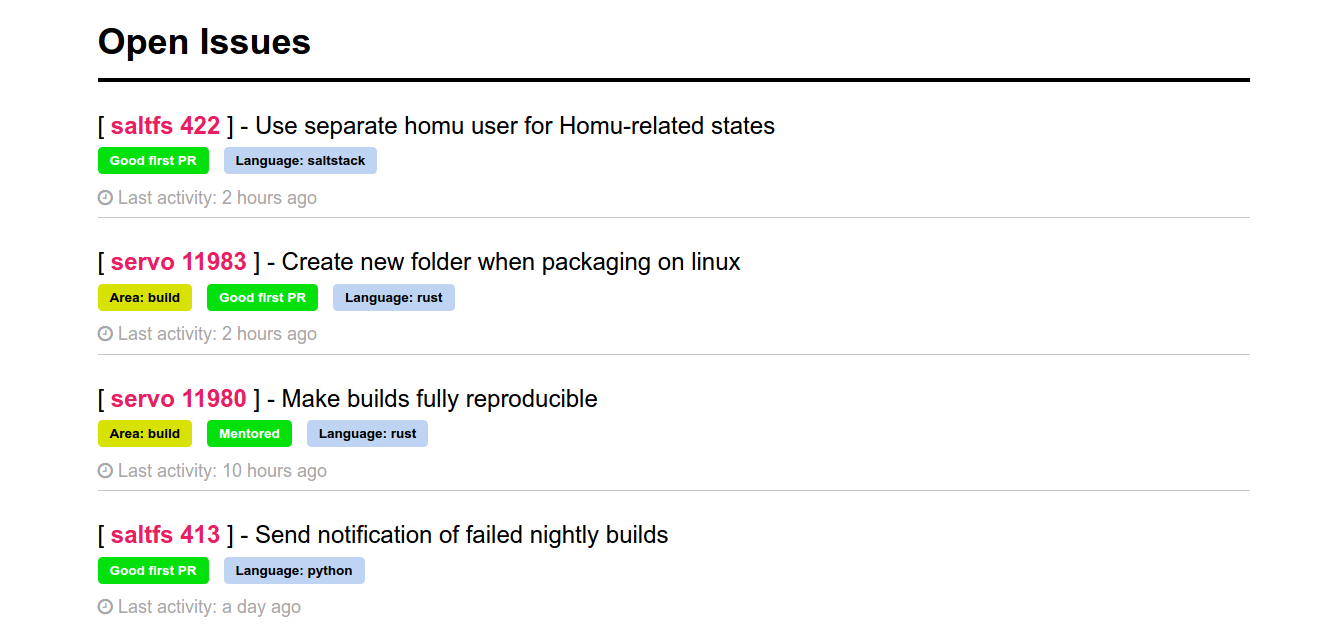 Open Issues
[ saltfs 422 ] - Use separate homu user for Homu-related states
Good first PR Language: saltstack
Last activity: 2 hours ago
[ servo 11983 ] - Create new folder when packaging on linux
Area: build Good first PR Language: rust
Last activity: 2 hours ago
[ servo 11980 ] - Make builds fully reproducible
Area: build Mentored Language: rust
Last activity: 10 hours ago
[ saltfs 413 ] - Send notification of failed nightly builds
Good first PR Language: python
Last activity: a day ago